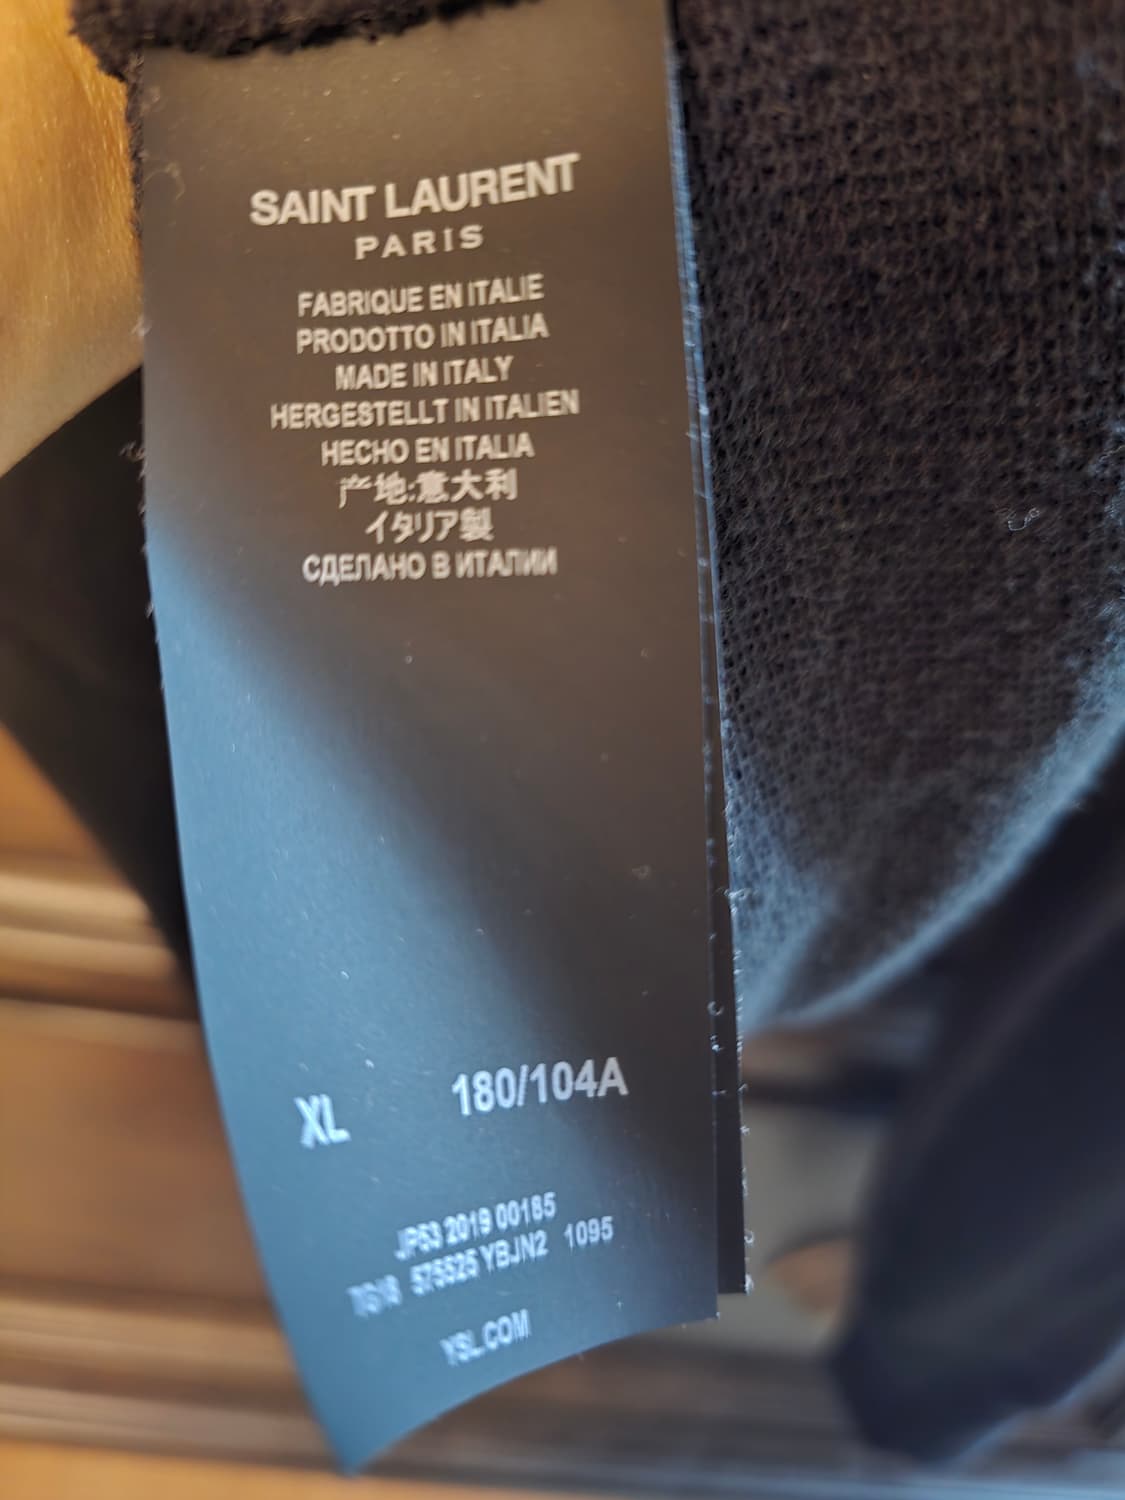 SAINT LAURENT
PARIS
FABRIQUE EN ITALIE
PRODOTTO IN ITALIA
MADE IN ITALY
HERGESTELLT IN ITALIEN
HECHO EN ITALIA
产地:意大利
イタリア製
СДЕЛАНО В ИТАЛИИ
XL 180/104A
JP53 2019 00185
575525 YBJN2 1095
YSL.COM